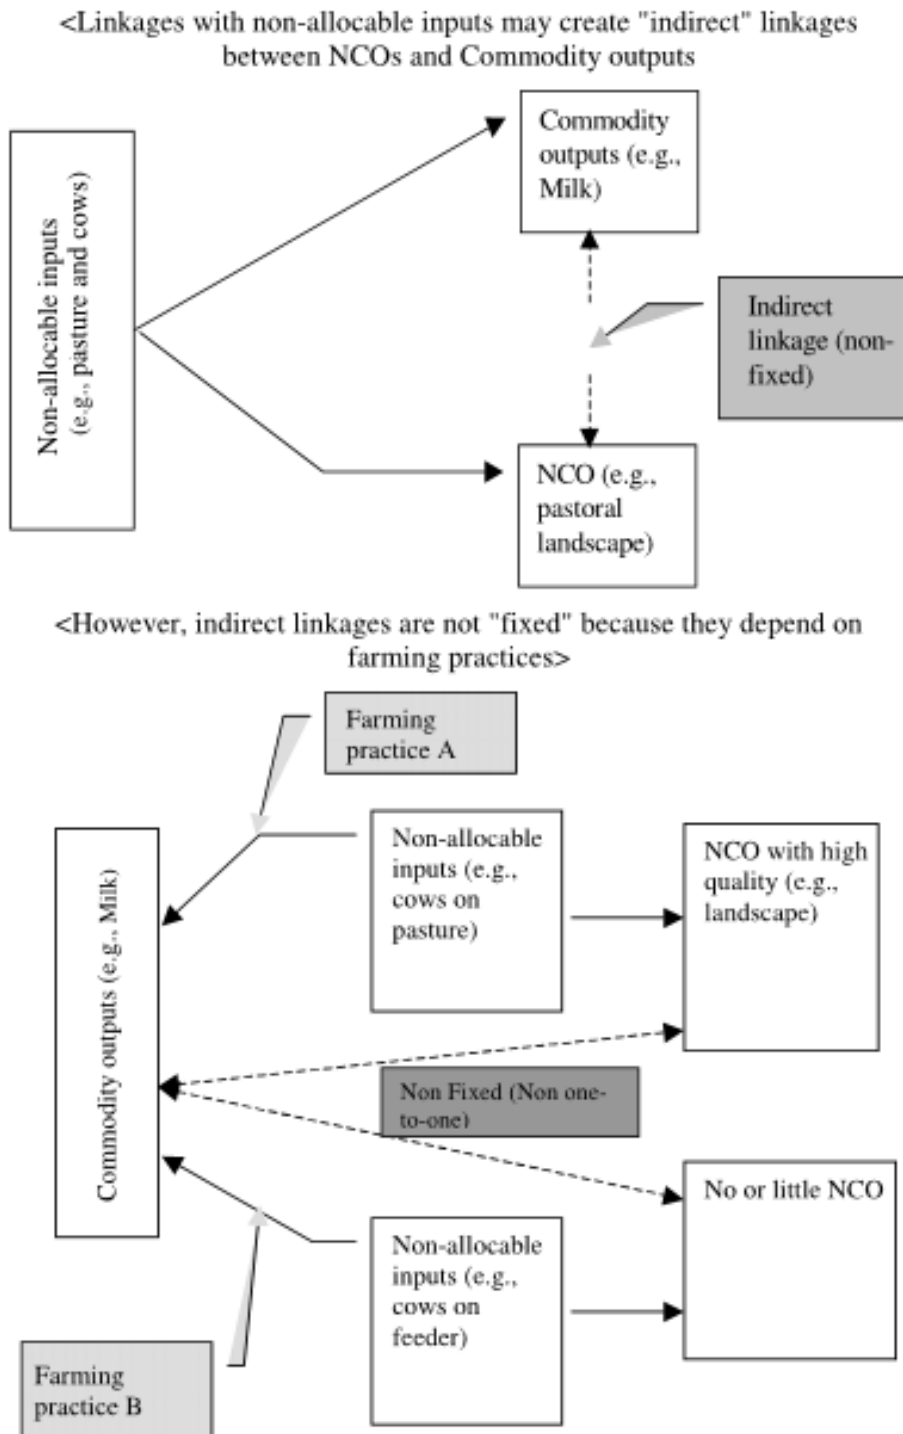 <Linkages with non-allocable inputs may create "indirect" linkages
between NCOs and Commodity outputs
Commodity
outputs (e.g.,
Milk)
Non-allocable inputs
(e.g., pasture and cows)
Indirect
linkage (non-
fixed)
NCO (e.g.,
pastoral
landscape)
<However, indirect linkages are not "fixed" because they depend on
farming practices>
Farming
practice A
Non-allocable
inputs (e.g.,
cows on
pasture)
NCO with high
quality (e.g.,
landscape)
Commodity outputs (e.g., Milk)
Non Fixed (Non one-
to-one)
No or little NCO
Non-allocable
inputs (e.g.,
cows on
feeder)
Farming
practice B